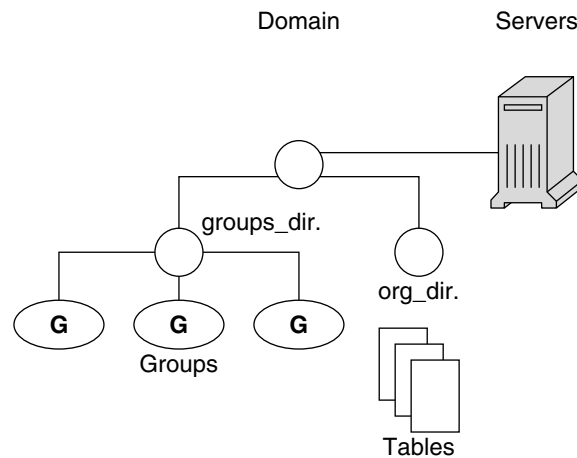 Domain
Servers
groups_dir.
org_dir.
G
G
G
Groups
Tables